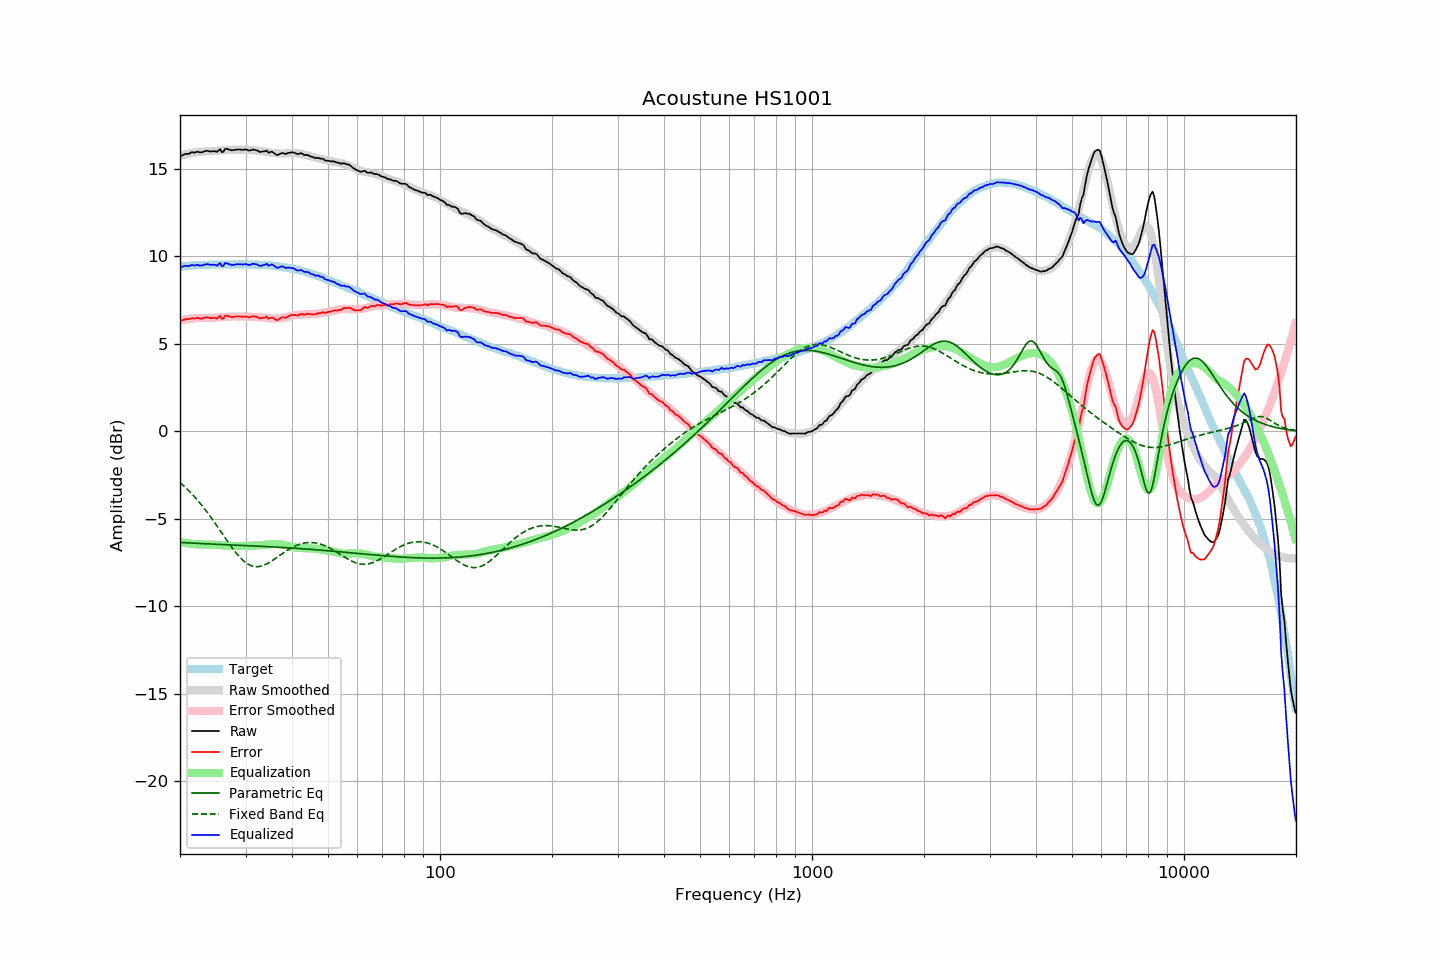 Acoustune HS1001
Amplitude (dBr)
15
10
5
0
−5
−10
−15
−20
Target
Raw Smoothed
Error Smoothed
Raw
Error
Equalization
Parametric Eq
Fixed Band Eq
Equalized
100
1000
10000
Frequency (Hz)